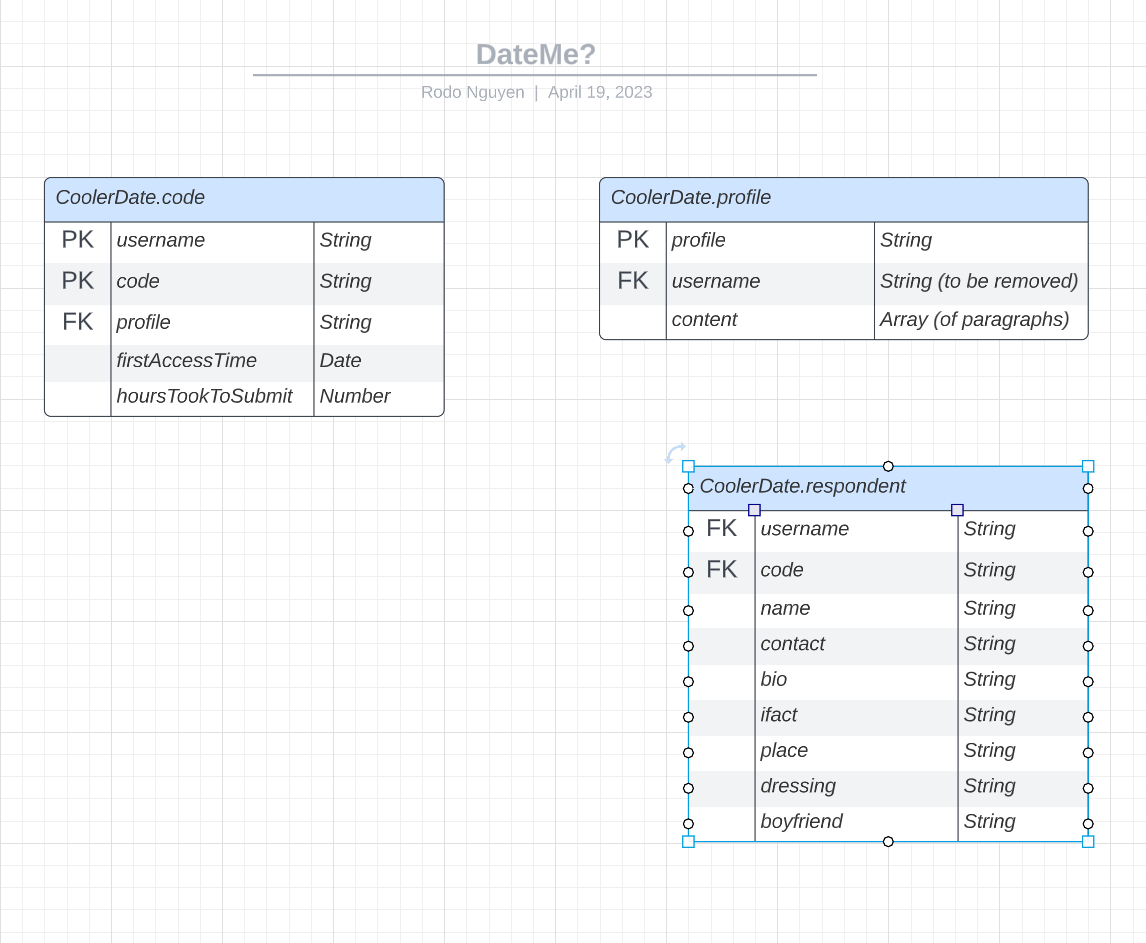 DateMe?
Rodo Nguyen | April 19, 2023
CoolerDate.code
PK username String
PK code String
FK profile String
firstAccessTime Date
hoursTookToSubmit Number
CoolerDate.profile
PK profile String
FK username String (to be removed)
content Array (of paragraphs)
CoolerDate.respondent
FK username String
FK code String
name String
contact String
bio String
ifact String
place String
dressing String
boyfriend String